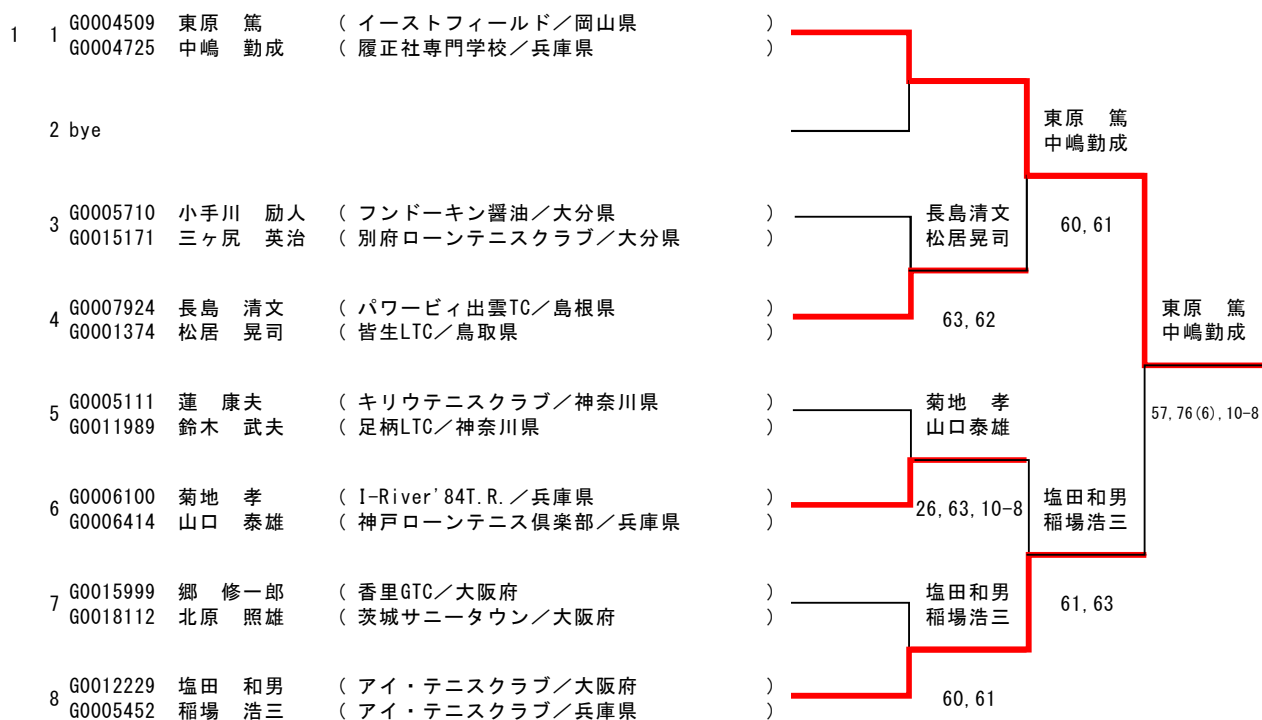 1 1 G0004509 東原 篤 ( イーストフィールド／岡山県 )
G0004725 中嶋 勤成 ( 履正社専門学校／兵庫県 )
2 bye
3 G0005710 小手川 励人 ( フンドーキン醤油／大分県 )
G0015171 三ヶ尻 英治 ( 別府ローンテニスクラブ／大分県 )
4 G0007924 長島 清文 ( パワービィ出雲TC／島根県 )
G0001374 松居 晃司 ( 皆生LTC／鳥取県 )
5 G0005111 蓮 康夫 ( キリウテニスクラブ／神奈川県 )
G0011989 鈴木 武夫 ( 足柄LTC／神奈川県 )
6 G0006100 菊地 孝 ( I-River'84T.R.／兵庫県 )
G0006414 山口 泰雄 ( 神戸ローンテニス倶楽部／兵庫県 )
7 G0015999 郷 修一郎 ( 香里GTC／大阪府 )
G0018112 北原 照雄 ( 茨城サニータウン／大阪府 )
8 G0012229 塩田 和男 ( アイ・テニスクラブ／大阪府 )
G0005452 稲場 浩三 ( アイ・テニスクラブ／兵庫県 )
長島清文
松居晃司
63,62
菊地 孝
山口泰雄
26,63,10-8
塩田和男
稲場浩三
60,61
東原 篤
中嶋勤成
60,61
塩田和男
稲場浩三
61,63
東原 篤
中嶋勤成
57,76(6),10-8